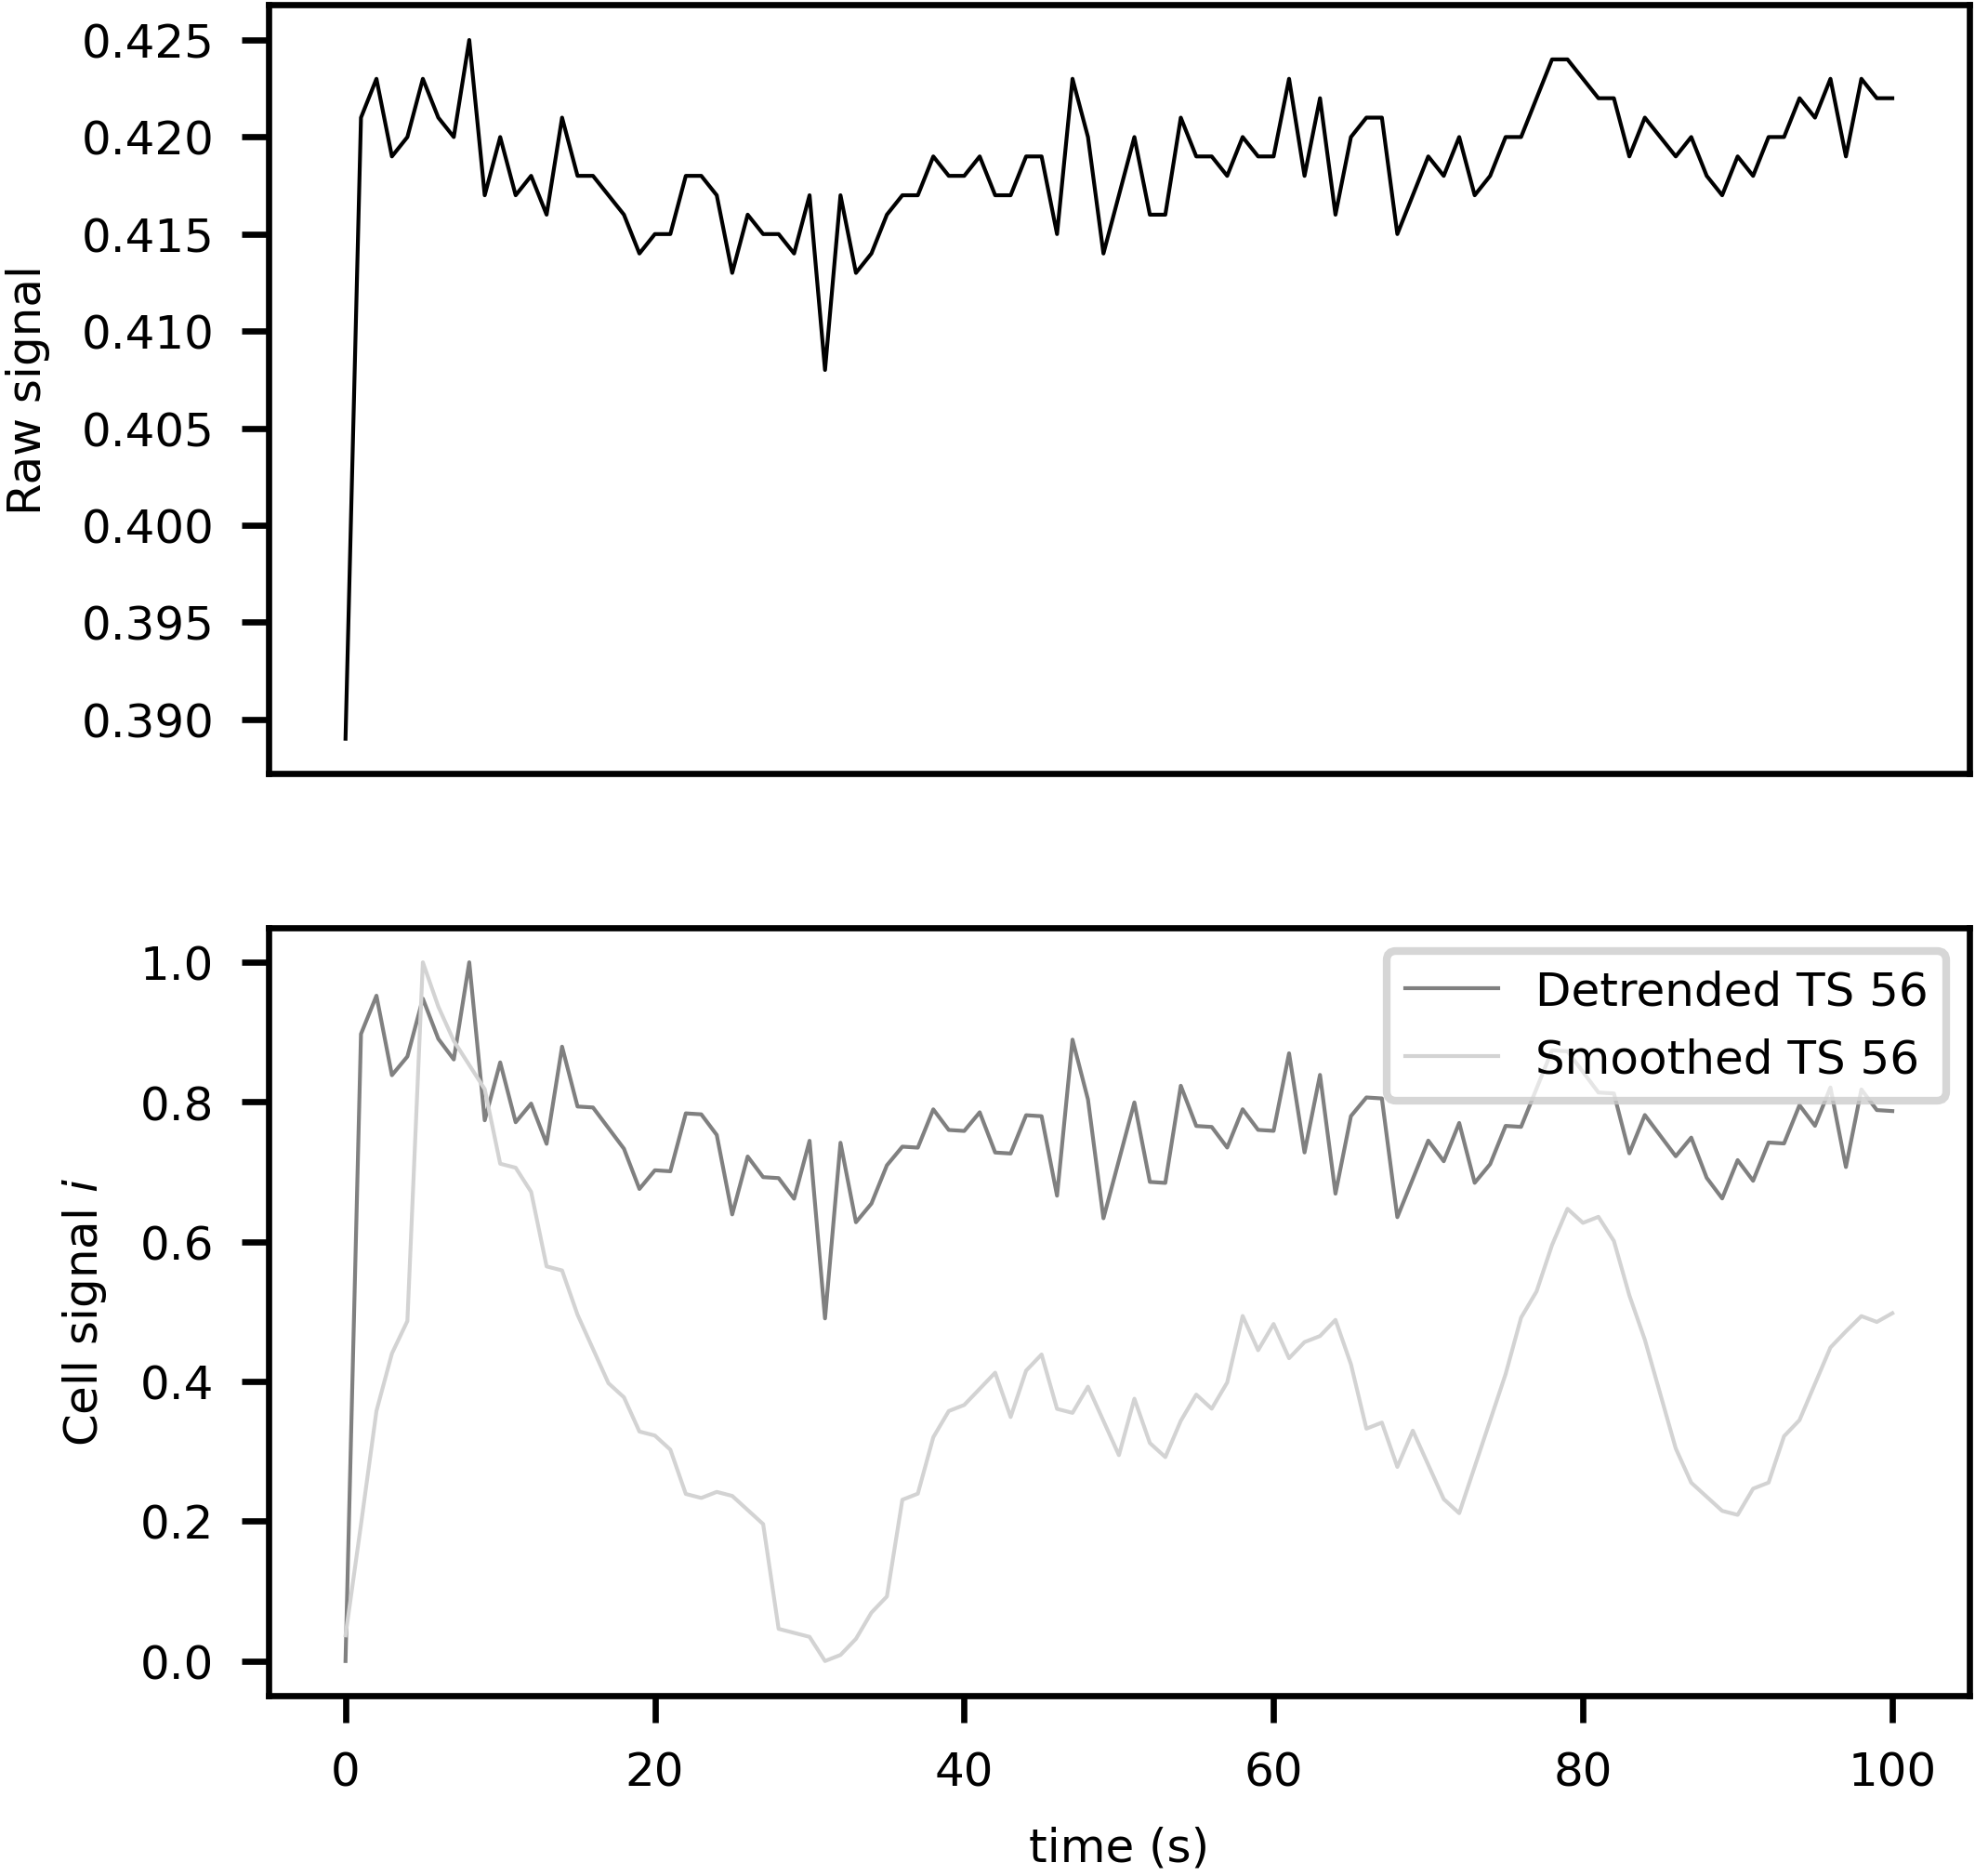 Raw signal
0.425
0.420
0.415
0.410
0.405
0.400
0.395
0.390
Cell signal i
1.0
0.8
0.6
0.4
0.2
0.0
Detrended TS 56
Smoothed TS 56
0 20 40 60 80 100
time (s)